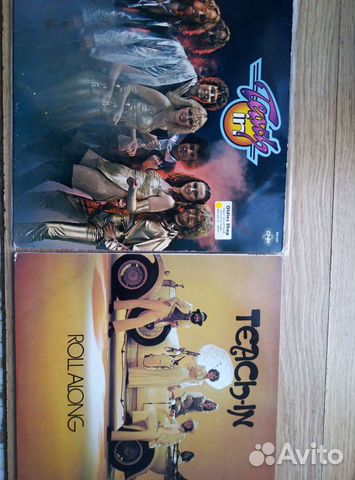 Teach In
Oldies Shop
TEACH-IN
ROLL ALONG
Avito